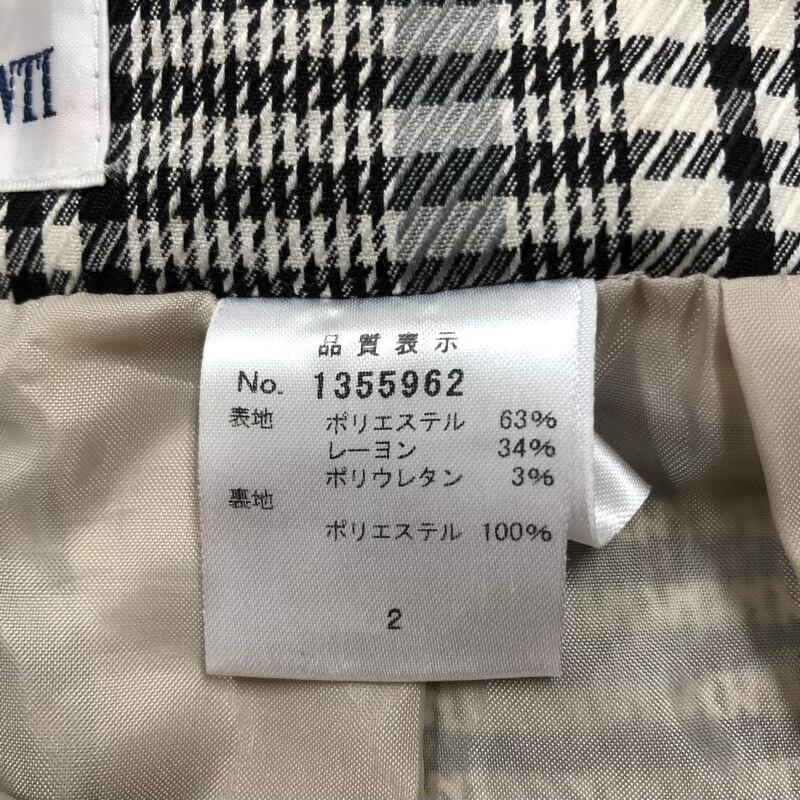 NTI
品質表示
No. 1355962
表地 ポリエステル 63%
レーヨン 34%
ポリウレタン 3%
裏地
ポリエステル 100%
2